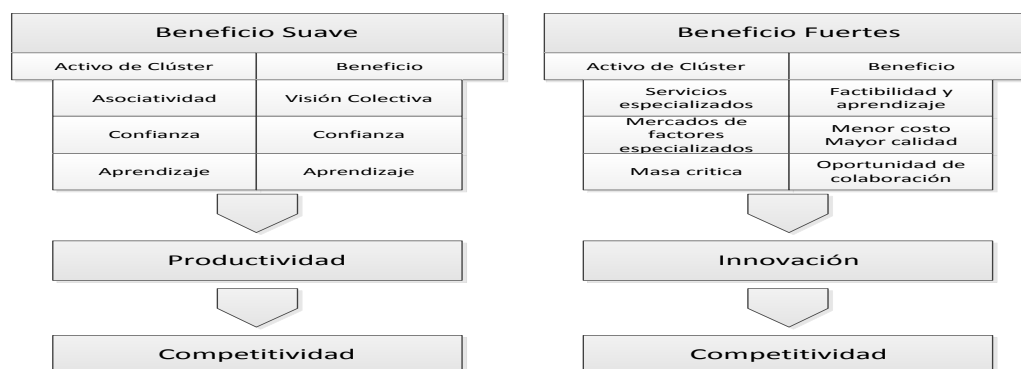 Beneficio Suave
Activo de Clúster
Beneficio
Asociatividad
Visión Colectiva
Confianza
Confianza
Aprendizaje
Aprendizaje
Productividad
Competitividad
Beneficio Fuertes
Activo de Clúster
Beneficio
Servicios
especializados
Factibilidad y
aprendizaje
Mercados de
factores
especializados
Menor costo
Mayor calidad
Masa critica
Oportunidad de
colaboración
Innovación
Competitividad